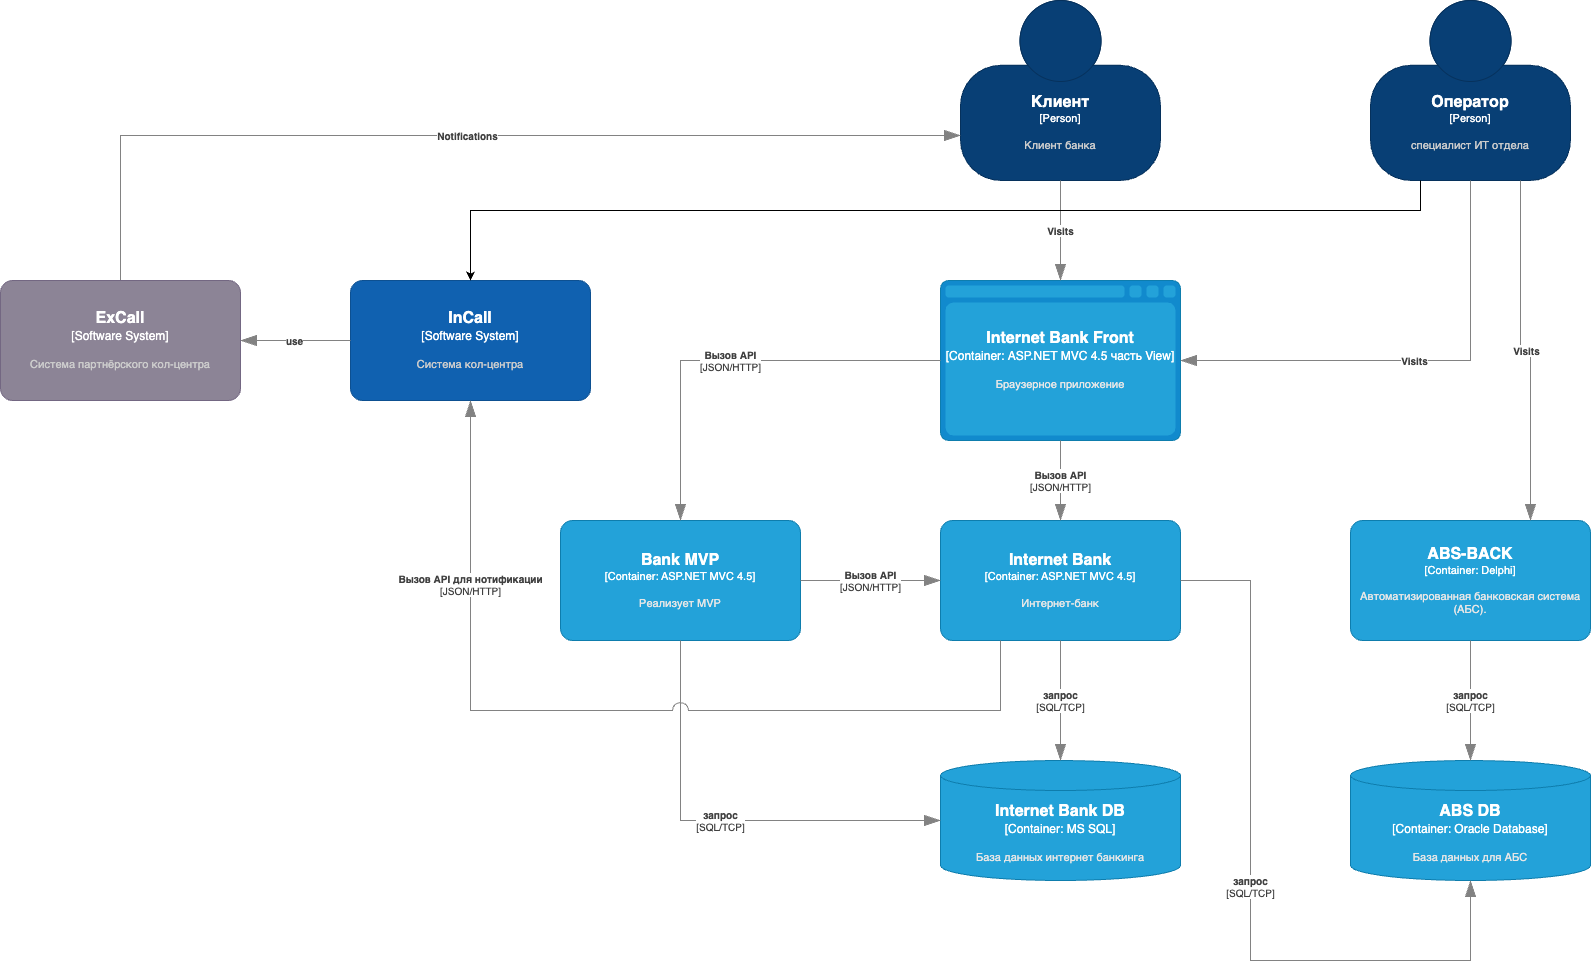 Клиент
[Person]
Клиент банка
Оператор
[Person]
специалист ИТ отдела
Notifications
Visits
ExCall
[Software System]
Система партнёрского кол-центра
use
InCall
[Software System]
Система кол-центра
Internet Bank Front
[Container: ASP.NET MVC 4.5 часть View]
Браузерное приложение
Вызов API
[JSON/HTTP]
Visits
Visits
Вызов API
[JSON/HTTP]
Bank MVP
[Container: ASP.NET MVC 4.5]
Реализует MVP
Вызов API
[JSON/HTTP]
Internet Bank
[Container: ASP.NET MVC 4.5]
Интернет-банк
ABS-BACK
[Container: Delphi]
Автоматизированная банковская система
(АБС).
Вызов API для нотификации
[JSON/HTTP]
запрос
[SQL/TCP]
запрос
[SQL/TCP]
запрос
[SQL/TCP]
Internet Bank DB
[Container: MS SQL]
База данных интернет банкинга
ABS DB
[Container: Oracle Database]
База данных для АБС
запрос
[SQL/TCP]